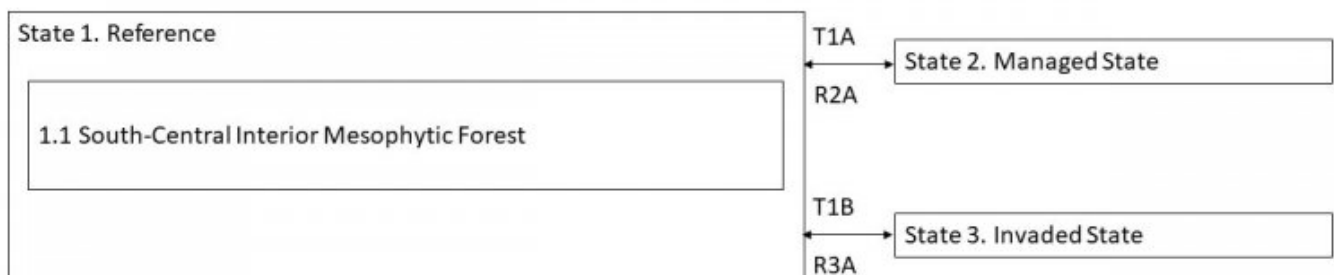 State 1. Reference
T1A
State 2. Managed State
R2A
1.1 South-Central Interior Mesophytic Forest
T1B
State 3. Invaded State
R3A